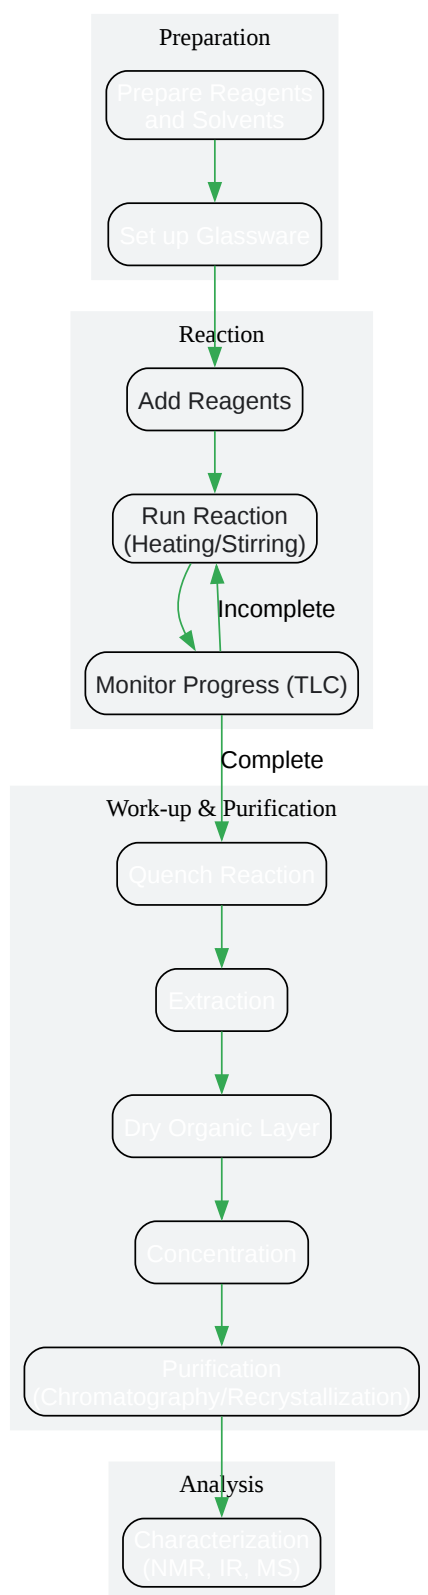 Preparation
Prepare Reagents
and Solvents
Set up Glassware
Reaction
Add Reagents
Run Reaction
(Heating/Stirring)
Incomplete
Monitor Progress (TLC)
Complete
Work-up & Purification
Quench Reaction
Extraction
Dry Organic Layer
Concentration
Purification
(Chromatography/Recrystallization)
Analysis
Characterization
(NMR, IR, MS)